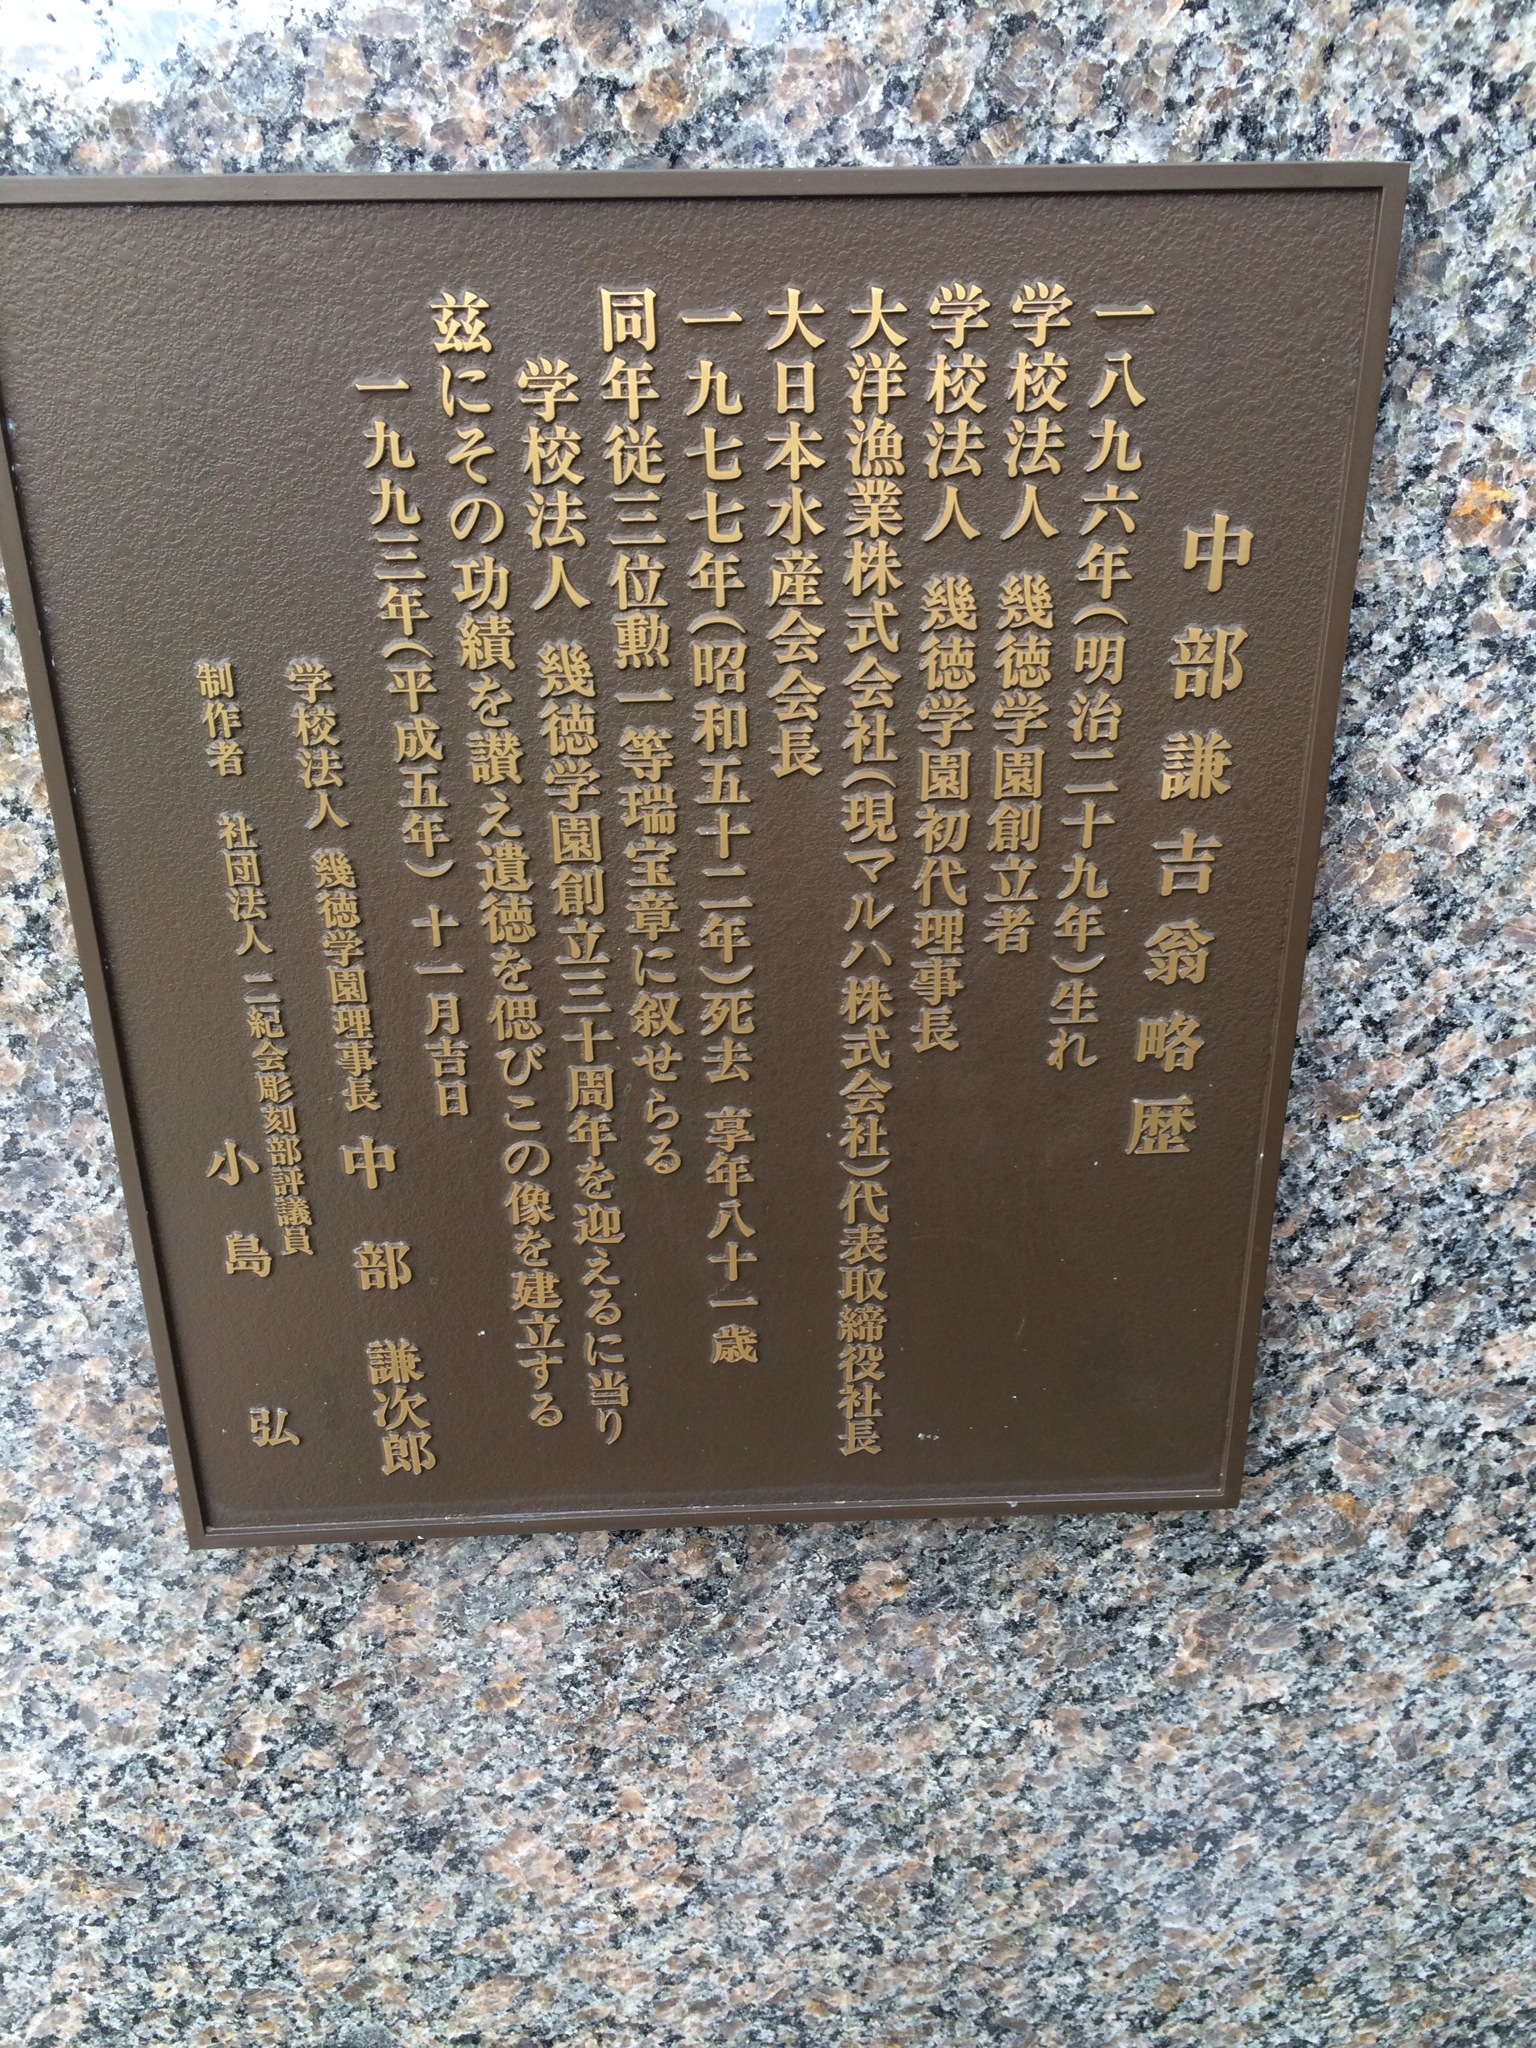 中部謙吉翁略歴
一八九六年(明治二十九年)生れ
学校法人 幾徳学園創立者
学校法人 幾徳学園初代理事長
大洋漁業株式会社(現マルハ株式会社)代表取締役社長
大日本水産会会長
一九七七年(昭和五十二年)死去 享年八十一歳
同年従三位勲一等瑞宝章に叙せらる
学校法人 幾徳学園創立三十周年を迎えるに当り
茲にその功績を讃え遺徳を偲びこの像を建立する
一九九三年(平成五年) 十一月吉日
学校法人 幾徳学園理事長 中部 謙次郎
制作者 社団法人 二紀会彫刻部評議員
小島 弘